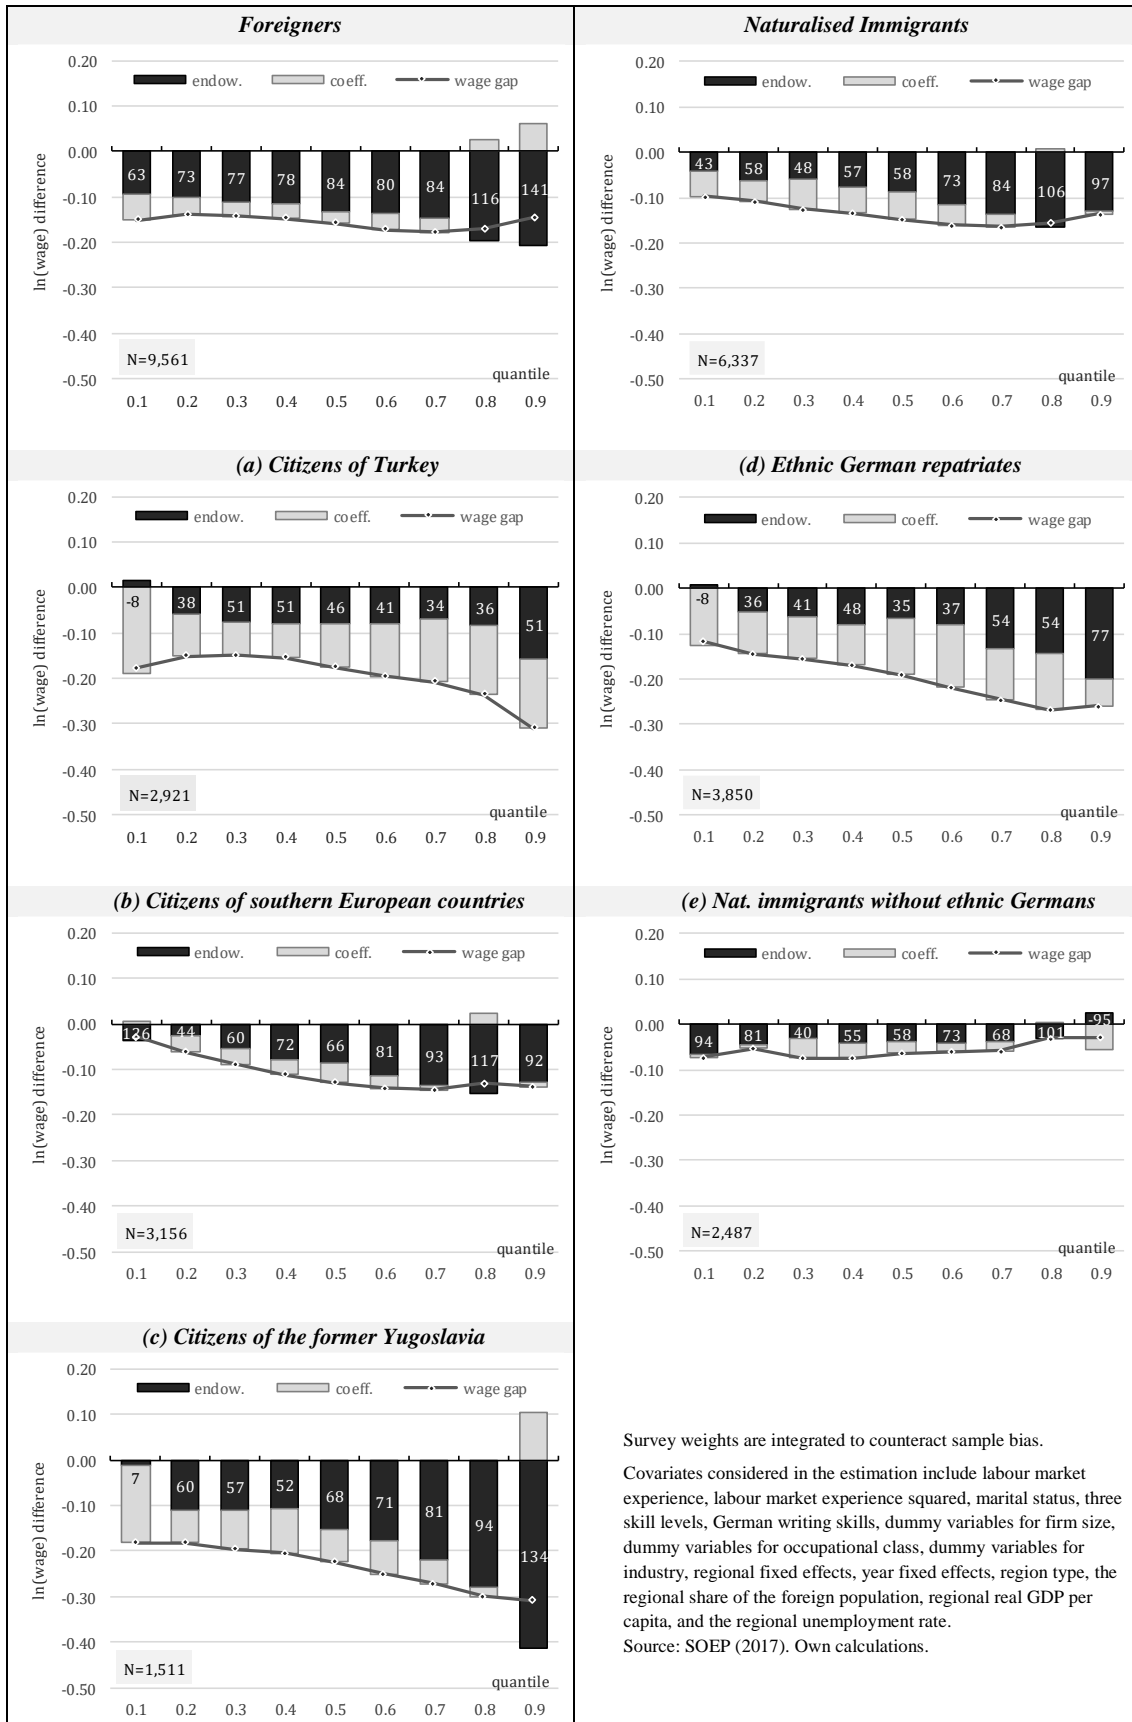 Foreigners
0.20
endow. coeff. wage gap
0.10
0.00
63 73 77 78 84 80 84 116 141
-0.10
-0.20
-0.30
-0.40
-0.50
ln(wage) difference
N=9,561
quantile
0.1 0.2 0.3 0.4 0.5 0.6 0.7 0.8 0.9
Naturalised Immigrants
0.20
endow. coeff. wage gap
0.10
0.00
43 58 48 57 58 73 84 106 97
-0.10
-0.20
-0.30
-0.40
-0.50
ln(wage) difference
N=6,337
quantile
0.1 0.2 0.3 0.4 0.5 0.6 0.7 0.8 0.9
(a) Citizens of Turkey
0.20
endow. coeff. wage gap
0.10
0.00
-8 38 51 51 46 41 34 36 51
-0.10
-0.20
-0.30
-0.40
-0.50
ln(wage) difference
N=2,921
quantile
0.1 0.2 0.3 0.4 0.5 0.6 0.7 0.8 0.9
(d) Ethnic German repatriates
0.20
endow. coeff. wage gap
0.10
0.00
-8 36 41 48 35 37 54 54 77
-0.10
-0.20
-0.30
-0.40
-0.50
ln(wage) difference
N=3,850
quantile
0.1 0.2 0.3 0.4 0.5 0.6 0.7 0.8 0.9
(b) Citizens of southern European countries
0.20
endow. coeff. wage gap
0.10
0.00
126 44 60 72 66 81 93 117 92
-0.10
-0.20
-0.30
-0.40
-0.50
ln(wage) difference
N=3,156
quantile
0.1 0.2 0.3 0.4 0.5 0.6 0.7 0.8 0.9
(e) Nat. immigrants without ethnic Germans
0.20
endow. coeff. wage gap
0.10
0.00
94 81 40 55 58 73 68 101 -95
-0.10
-0.20
-0.30
-0.40
-0.50
ln(wage) difference
N=2,487
quantile
0.1 0.2 0.3 0.4 0.5 0.6 0.7 0.8 0.9
(c) Citizens of the former Yugoslavia
0.20
endow. coeff. wage gap
0.10
0.00
7 60 57 52 68 71 81 94 134
-0.10
-0.20
-0.30
-0.40
-0.50
ln(wage) difference
N=1,511
quantile
0.1 0.2 0.3 0.4 0.5 0.6 0.7 0.8 0.9
Survey weights are integrated to counteract sample bias.
Covariates considered in the estimation include labour market
experience, labour market experience squared, marital status, three
skill levels, German writing skills, dummy variables for firm size,
dummy variables for occupational class, dummy variables for
industry, regional fixed effects, year fixed effects, region type, the
regional share of the foreign population, regional real GDP per
capita, and the regional unemployment rate.
Source: SOEP (2017). Own calculations.